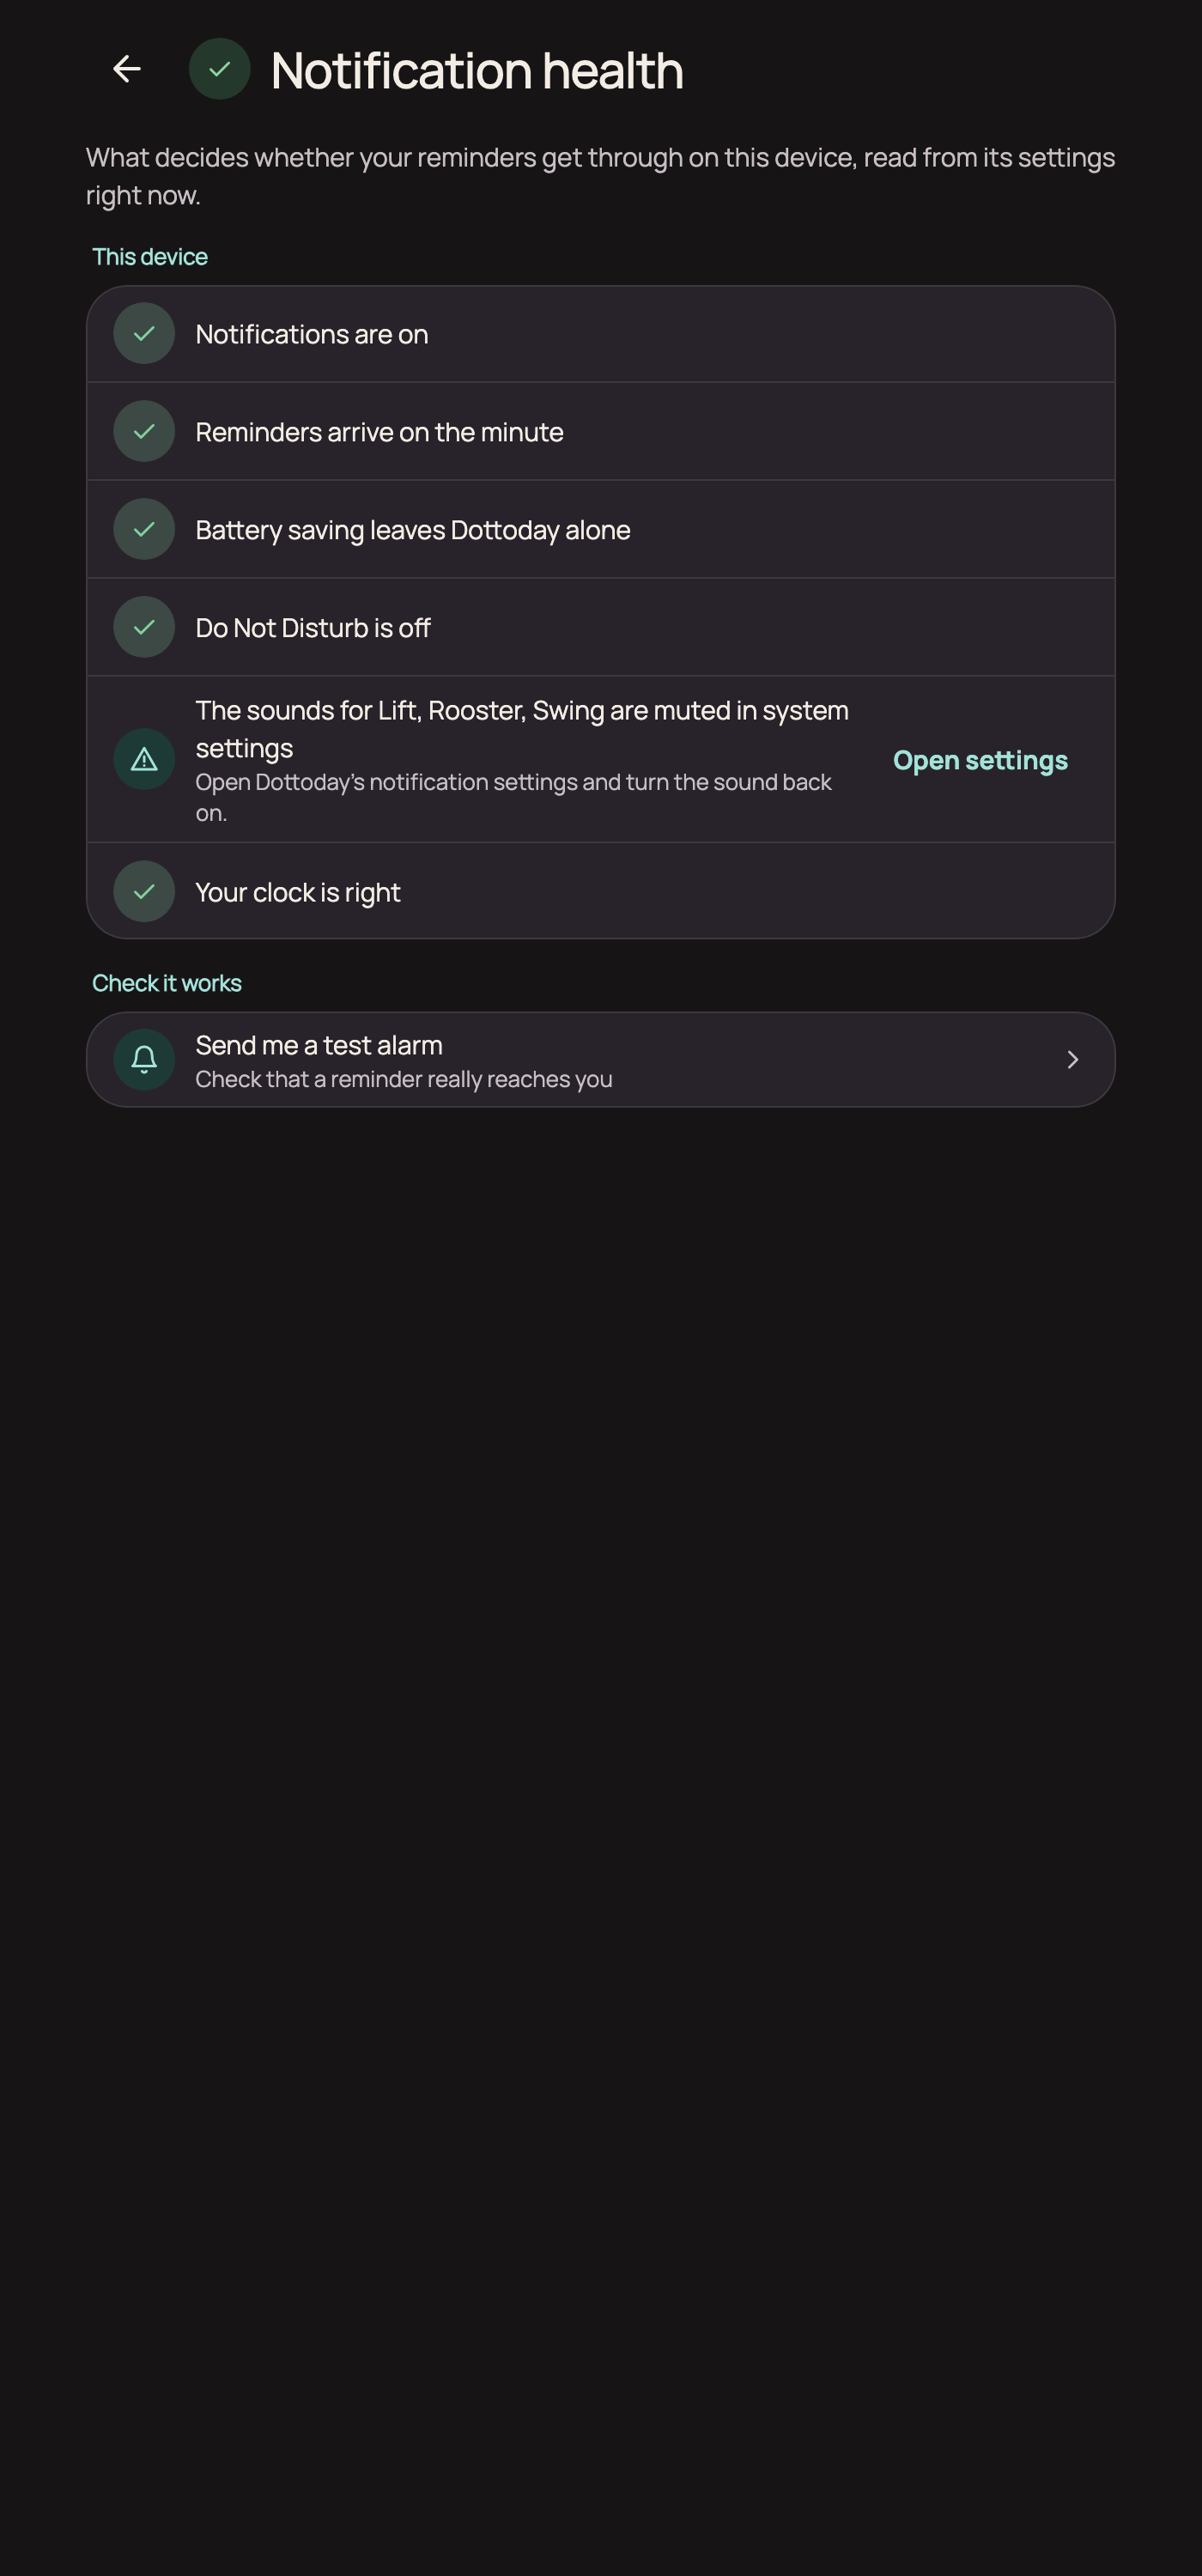 Notification health
What decides whether your reminders get through on this device, read from its settings
right now.
This device
Notifications are on
Reminders arrive on the minute
Battery saving leaves Dottoday alone
Do Not Disturb is off
The sounds for Lift, Rooster, Swing are muted in system
settings
Open Dottoday’s notification settings and turn the sound back
on.
Open settings
Your clock is right
Check it works
Send me a test alarm
Check that a reminder really reaches you